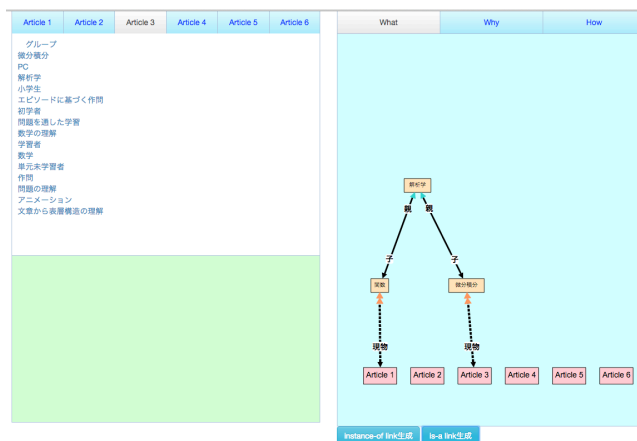 Article 1 Article 2 Article 3 Article 4 Article 5 Article 6
What Why How
グループ
微分積分
PC
解析学
小学生
エピソードに基づく作問
初学者
問題を通した学習
数学の理解
学習者
数学
単元未学習者
作問
問題の理解
アニメーション
文章から表層構造の理解
解析学
親 親
子 子
関数 微分積分
現物 現物
Article 1 Article 2 Article 3 Article 4 Article 5 Article 6
instance-of link生成 is-a link生成